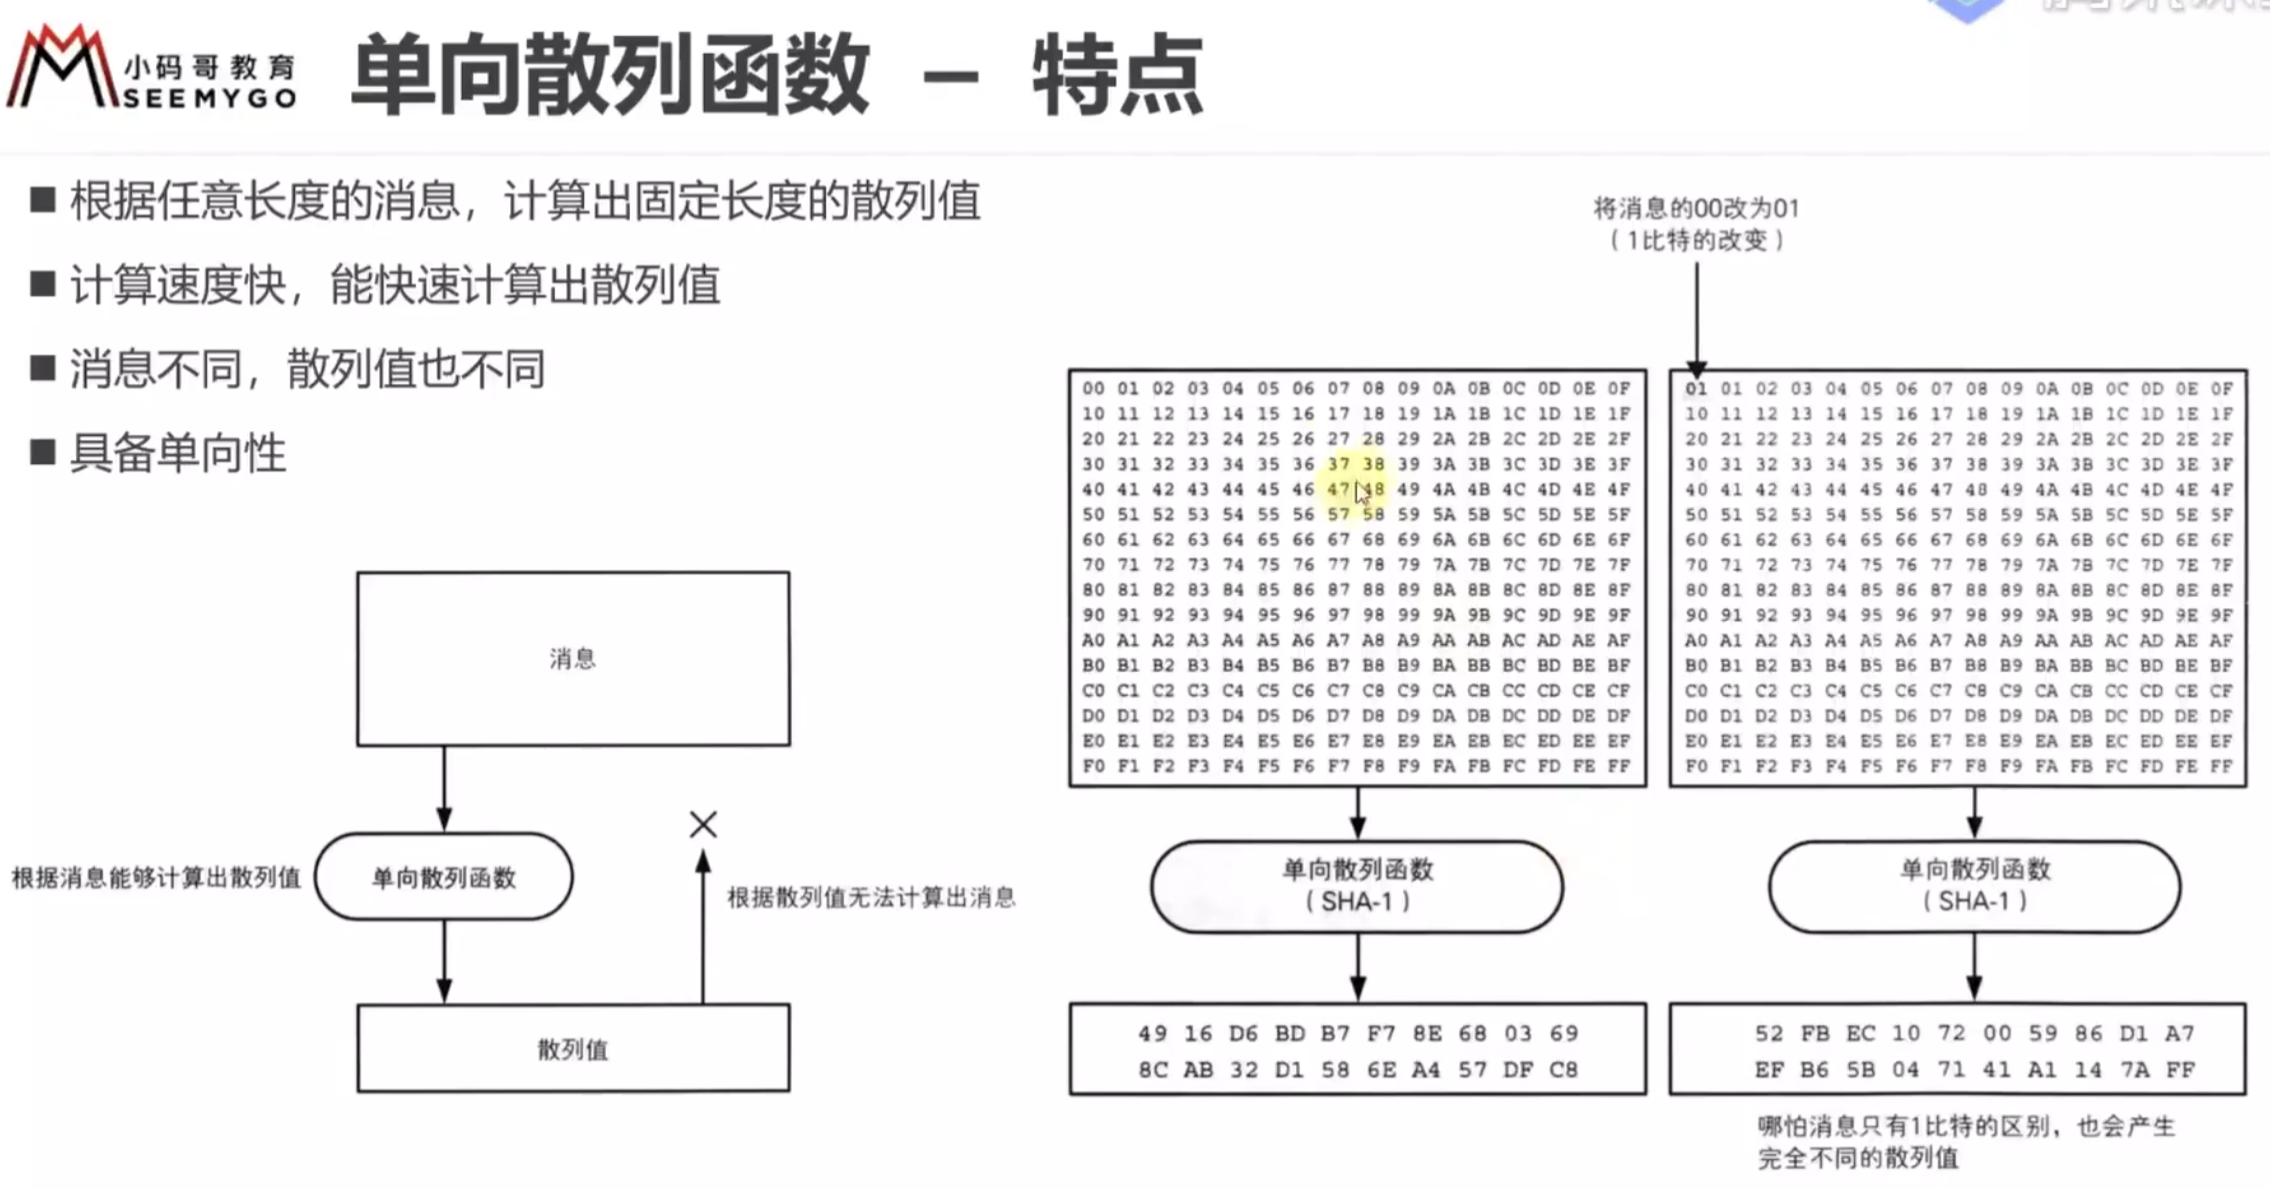 小码哥教育
SEEMYGO
单向散列函数 － 特点
■ 根据任意长度的消息，计算出固定长度的散列值
■ 计算速度快，能快速计算出散列值
■ 消息不同，散列值也不同
■ 具备单向性
消息
根据消息能够计算出散列值
单向散列函数
根据散列值无法计算出消息
散列值
将消息的00改为01
（1比特的改变）
00 01 02 03 04 05 06 07 08 09 0A 0B 0C 0D 0E 0F
10 11 12 13 14 15 16 17 18 19 1A 1B 1C 1D 1E 1F
20 21 22 23 24 25 26 27 28 29 2A 2B 2C 2D 2E 2F
30 31 32 33 34 35 36 37 38 39 3A 3B 3C 3D 3E 3F
40 41 42 43 44 45 46 47 48 49 4A 4B 4C 4D 4E 4F
50 51 52 53 54 55 56 57 58 59 5A 5B 5C 5D 5E 5F
60 61 62 63 64 65 66 67 68 69 6A 6B 6C 6D 6E 6F
70 71 72 73 74 75 76 77 78 79 7A 7B 7C 7D 7E 7F
80 81 82 83 84 85 86 87 88 89 8A 8B 8C 8D 8E 8F
90 91 92 93 94 95 96 97 98 99 9A 9B 9C 9D 9E 9F
A0 A1 A2 A3 A4 A5 A6 A7 A8 A9 AA AB AC AD AE AF
B0 B1 B2 B3 B4 B5 B6 B7 B8 B9 BA BB BC BD BE BF
C0 C1 C2 C3 C4 C5 C6 C7 C8 C9 CA CB CC CD CE CF
D0 D1 D2 D3 D4 D5 D6 D7 D8 D9 DA DB DC DD DE DF
E0 E1 E2 E3 E4 E5 E6 E7 E8 E9 EA EB EC ED EE EF
F0 F1 F2 F3 F4 F5 F6 F7 F8 F9 FA FB FC FD FE FF
单向散列函数
（SHA-1）
49 16 D6 BD B7 F7 8E 68 03 69
8C AB 32 D1 58 6E A4 57 DF C8
01 01 02 03 04 05 06 07 08 09 0A 0B 0C 0D 0E 0F
10 11 12 13 14 15 16 17 18 19 1A 1B 1C 1D 1E 1F
20 21 22 23 24 25 26 27 28 29 2A 2B 2C 2D 2E 2F
30 31 32 33 34 35 36 37 38 39 3A 3B 3C 3D 3E 3F
40 41 42 43 44 45 46 47 48 49 4A 4B 4C 4D 4E 4F
50 51 52 53 54 55 56 57 58 59 5A 5B 5C 5D 5E 5F
60 61 62 63 64 65 66 67 68 69 6A 6B 6C 6D 6E 6F
70 71 72 73 74 75 76 77 78 79 7A 7B 7C 7D 7E 7F
80 81 82 83 84 85 86 87 88 89 8A 8B 8C 8D 8E 8F
90 91 92 93 94 95 96 97 98 99 9A 9B 9C 9D 9E 9F
A0 A1 A2 A3 A4 A5 A6 A7 A8 A9 AA AB AC AD AE AF
B0 B1 B2 B3 B4 B5 B6 B7 B8 B9 BA BB BC BD BE BF
C0 C1 C2 C3 C4 C5 C6 C7 C8 C9 CA CB CC CD CE CF
D0 D1 D2 D3 D4 D5 D6 D7 D8 D9 DA DB DC DD DE DF
E0 E1 E2 E3 E4 E5 E6 E7 E8 E9 EA EB EC ED EE EF
F0 F1 F2 F3 F4 F5 F6 F7 F8 F9 FA FB FC FD FE FF
单向散列函数
（SHA-1）
52 FB EC 10 72 00 59 86 D1 A7
EF B6 5B 04 71 41 A1 14 7A FF
哪怕消息只有1比特的区别，也会产生
完全不同的散列值